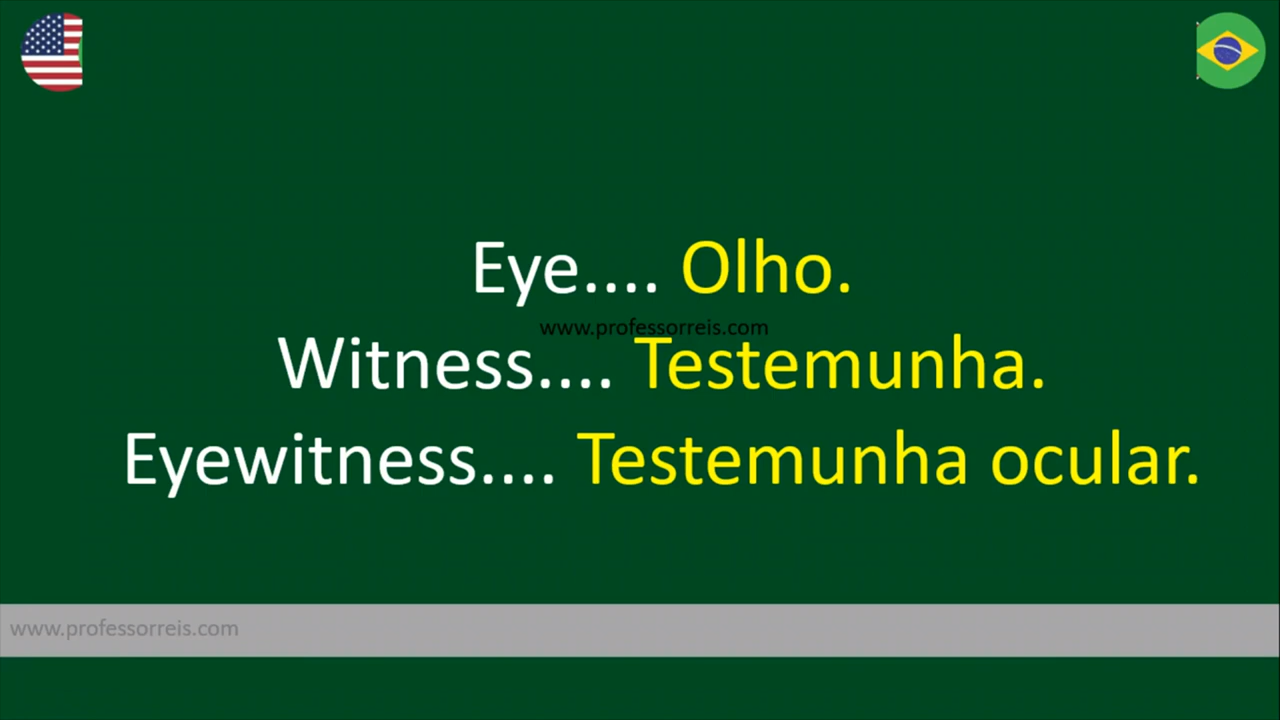 Eye.... Olho.
www.professorreis.com
Witness.... Testemunha.
Eyewitness.... Testemunha ocular.
www.professorreis.com